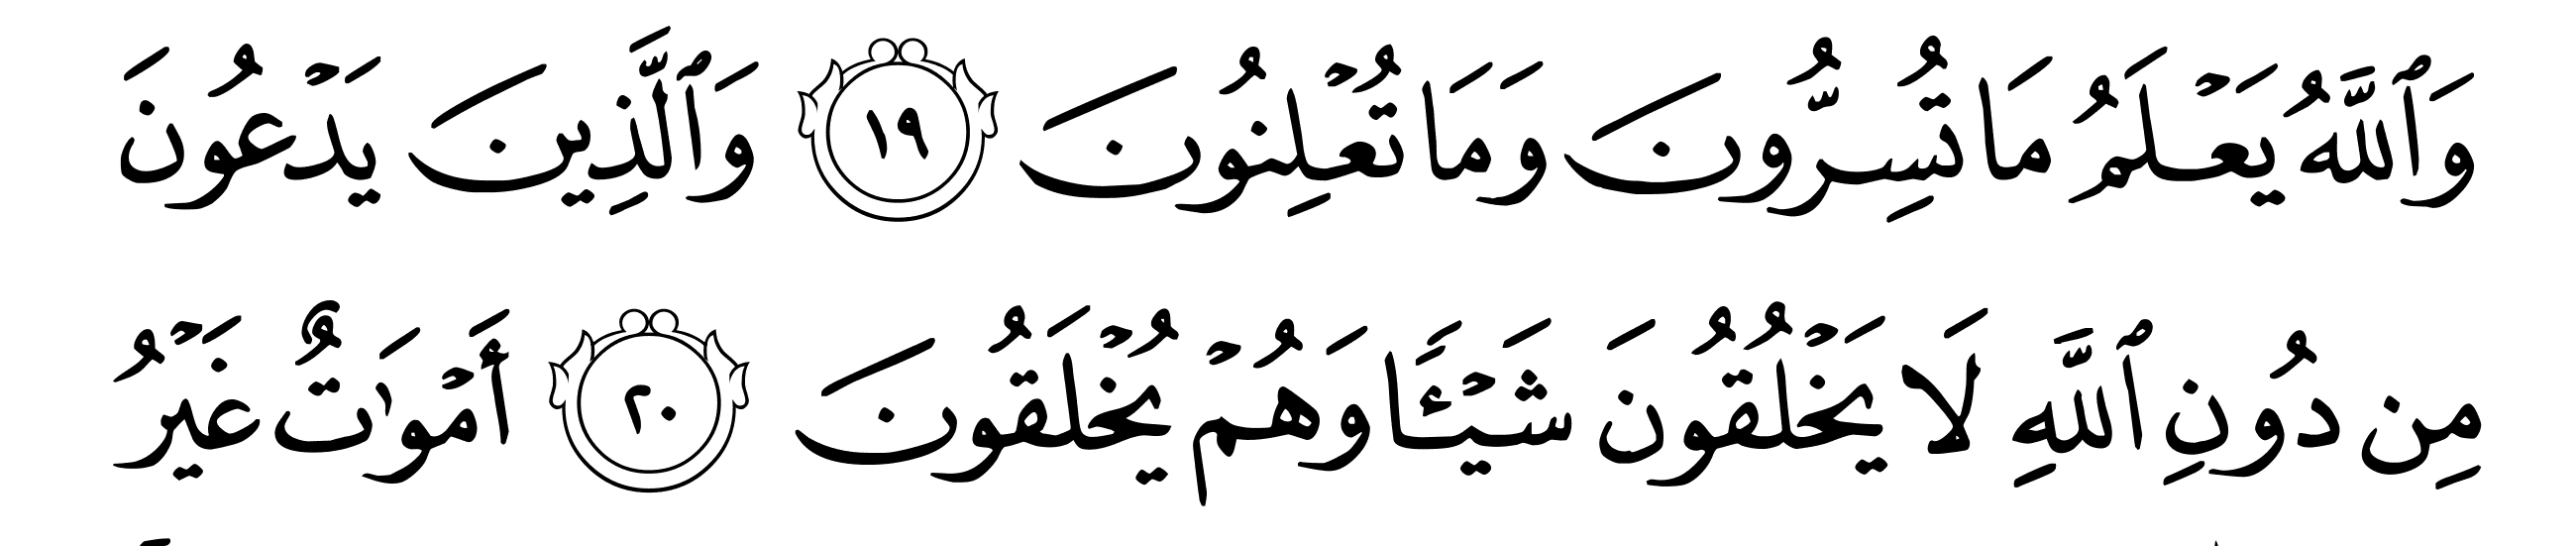 وَٱللَّهُ يَعْلَمُ مَا تُسِرُّونَ وَمَا تُعْلِنُونَ ١٩ وَٱلَّذِينَ يَدْعُونَ
مِن دُونِ ٱللَّهِ لَا يَخْلُقُونَ شَيْـًٔا وَهُمْ يُخْلَقُونَ ٢٠ أَمْوَٰتٌ غَيْرُ